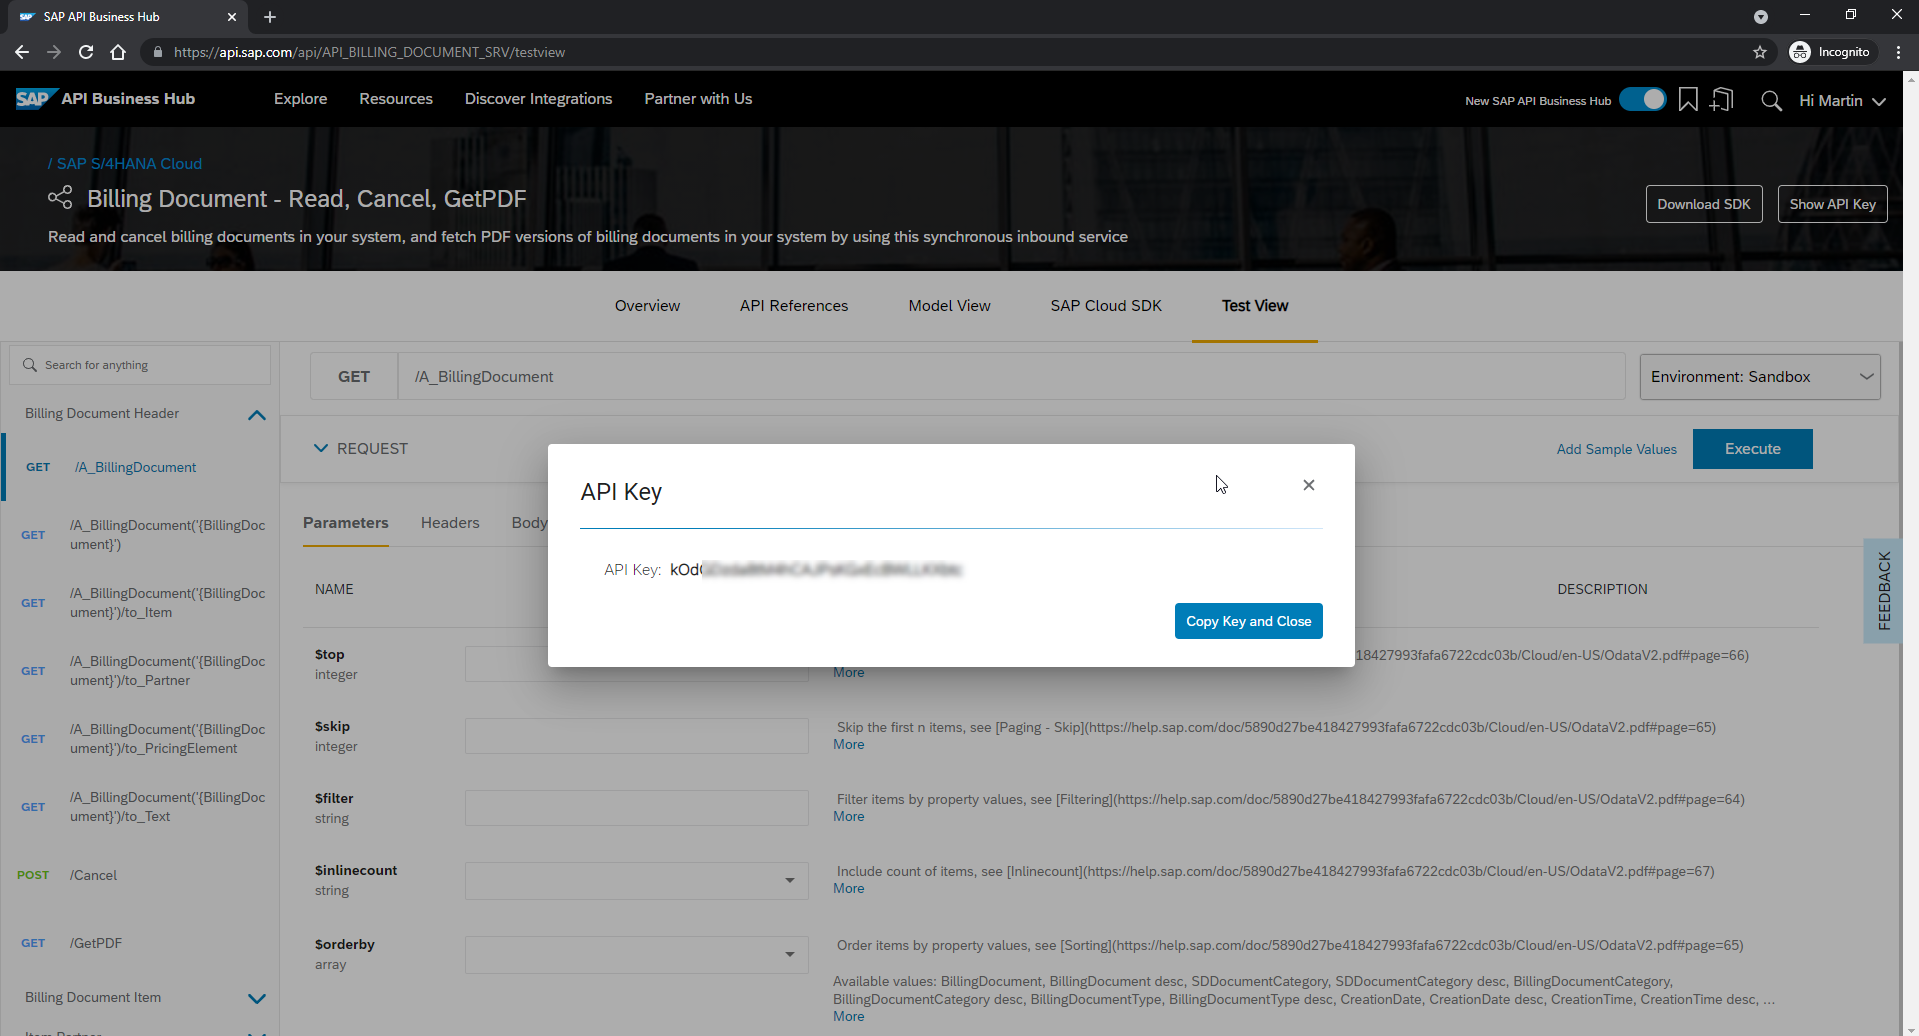 SAP API Business Hub
https://api.sap.com/api/API_BILLING_DOCUMENT_SRV/testview
Incognito
SAP API Business Hub
Explore
Resources
Discover Integrations
Partner with Us
New SAP API Business Hub
Hi Martin
/ SAP S/4HANA Cloud
Billing Document - Read, Cancel, GetPDF
Read and cancel billing documents in your system, and fetch PDF versions of billing documents in your system by using this synchronous inbound service
Download SDK
Show API Key
Overview
API References
Model View
SAP Cloud SDK
Test View
Search for anything
Billing Document Header
GET /A_BillingDocument
GET /A_BillingDocument('{BillingDoc
ument}')
GET /A_BillingDocument('{BillingDoc
ument}')/to_Item
GET /A_BillingDocument('{BillingDoc
ument}')/to_Partner
GET /A_BillingDocument('{BillingDoc
ument}')/to_PricingElement
GET /A_BillingDocument('{BillingDoc
ument}')/to_Text
POST /Cancel
GET /GetPDF
Billing Document Item
Item Partner
GET /A_BillingDocument
Environment: Sandbox
REQUEST
Add Sample Values
Execute
Parameters
Headers
Body
API Key
API Key:
Copy Key and Close
NAME
DESCRIPTION
$top
integer
18427993fafa6722cdc03b/Cloud/en-US/OdataV2.pdf#page=66)
More
$skip
integer
Skip the first n items, see [Paging - Skip](https://help.sap.com/doc/5890d27be418427993fafa6722cdc03b/Cloud/en-US/OdataV2.pdf#page=65)
More
$filter
string
Filter items by property values, see [Filtering](https://help.sap.com/doc/5890d27be418427993fafa6722cdc03b/Cloud/en-US/OdataV2.pdf#page=64)
More
$inlinecount
string
Include count of items, see [Inlinecount](https://help.sap.com/doc/5890d27be418427993fafa6722cdc03b/Cloud/en-US/OdataV2.pdf#page=67)
More
$orderby
array
Order items by property values, see [Sorting](https://help.sap.com/doc/5890d27be418427993fafa6722cdc03b/Cloud/en-US/OdataV2.pdf#page=65)
Available values: BillingDocument, BillingDocument desc, SDDocumentCategory, SDDocumentCategory desc, BillingDocumentCategory,
BillingDocumentCategory desc, BillingDocumentType, BillingDocumentType desc, CreationDate, CreationDate desc, CreationTime, CreationTime desc, ...
More
FEEDBACK